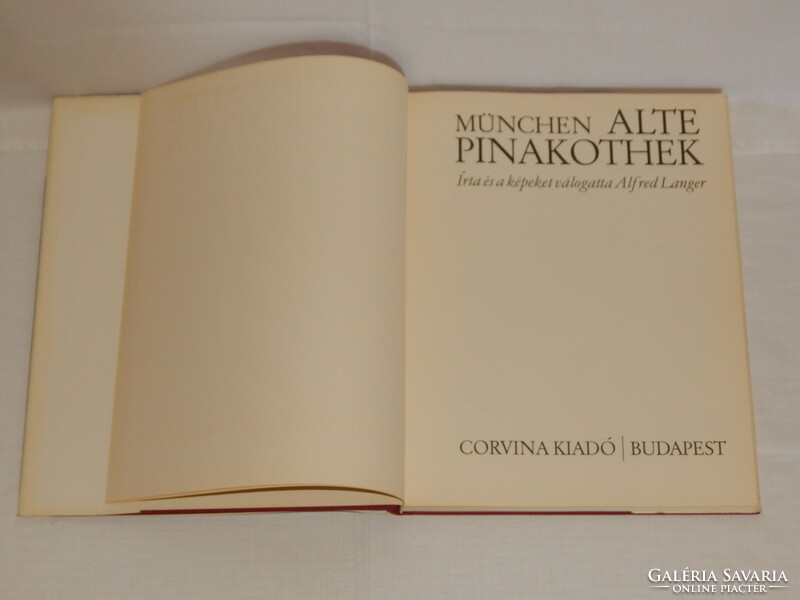 MÜNCHEN ALTE
PINAKOTHEK
Írta és a képeket válogatta Alfred Langer
CORVINA KIADÓ | BUDAPEST
GALÉRIA SAVARIA
ONLINE PIACTÉR